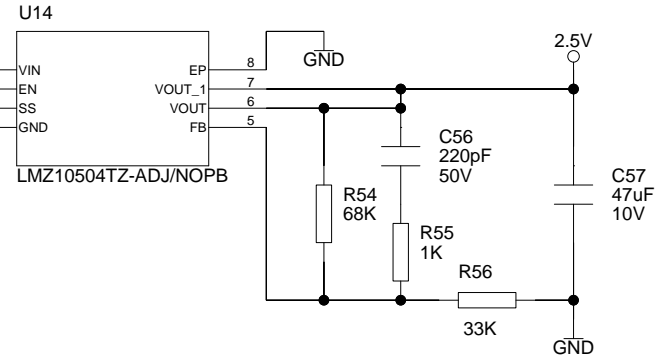 U14
VIN
EN
SS
GND
EP
VOUT_1
VOUT
FB
8
7
6
5
LMZ10504TZ-ADJ/NOPB
GND
2.5V
C56
220pF
50V
C57
47uF
10V
R54
68K
R55
1K
R56
33K
GND